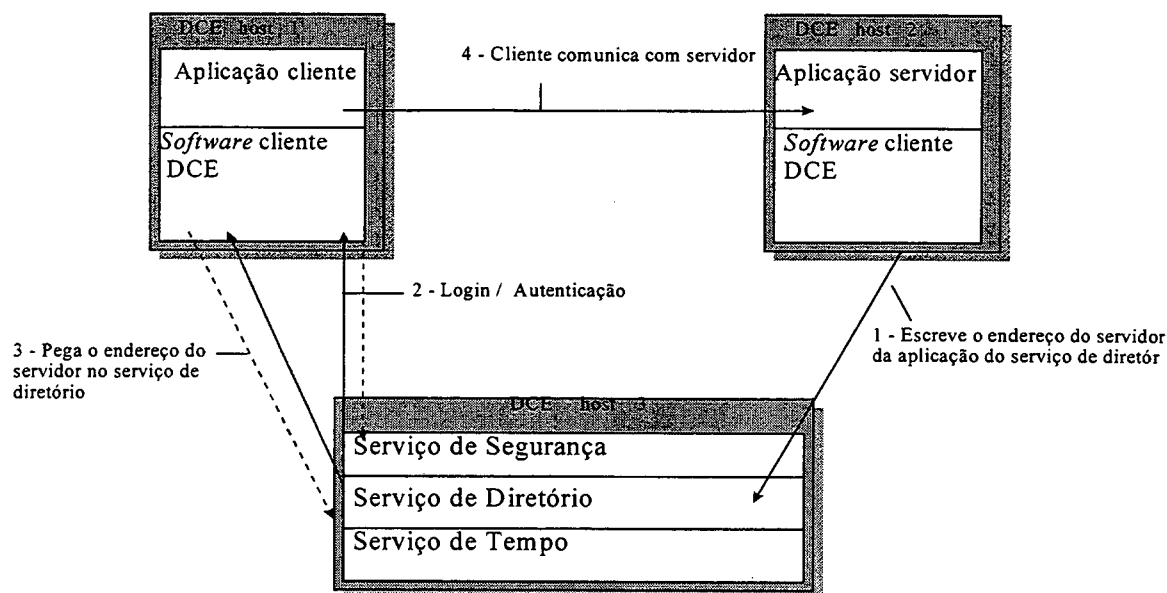 DCE host 1
DCE host 2
4 - Cliente comunica com servidor
Aplicação cliente
Aplicação servidor
Software cliente
DCE
Software cliente
DCE
2 - Login / Autenticação
1 - Escreve o endereço do servidor
da aplicação do serviço de diretór
3 - Pega o endereço do
servidor no serviço de
diretório
DCE host 3
Serviço de Segurança
Serviço de Diretório
Serviço de Tempo